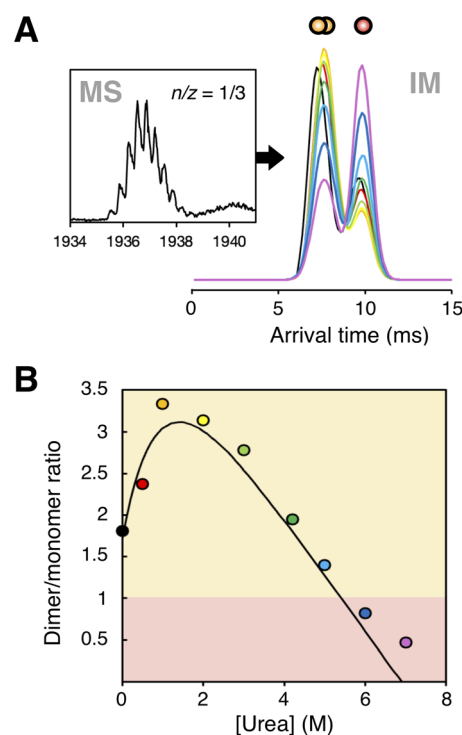 A
MS
n/z = 1/3
IM
1934 1936 1938 1940
0 5 10 15
Arrival time (ms)
B
3.5
3
2.5
2
1.5
1
0.5
Dimer/monomer ratio
0 2 4 6 8
[Urea] (M)